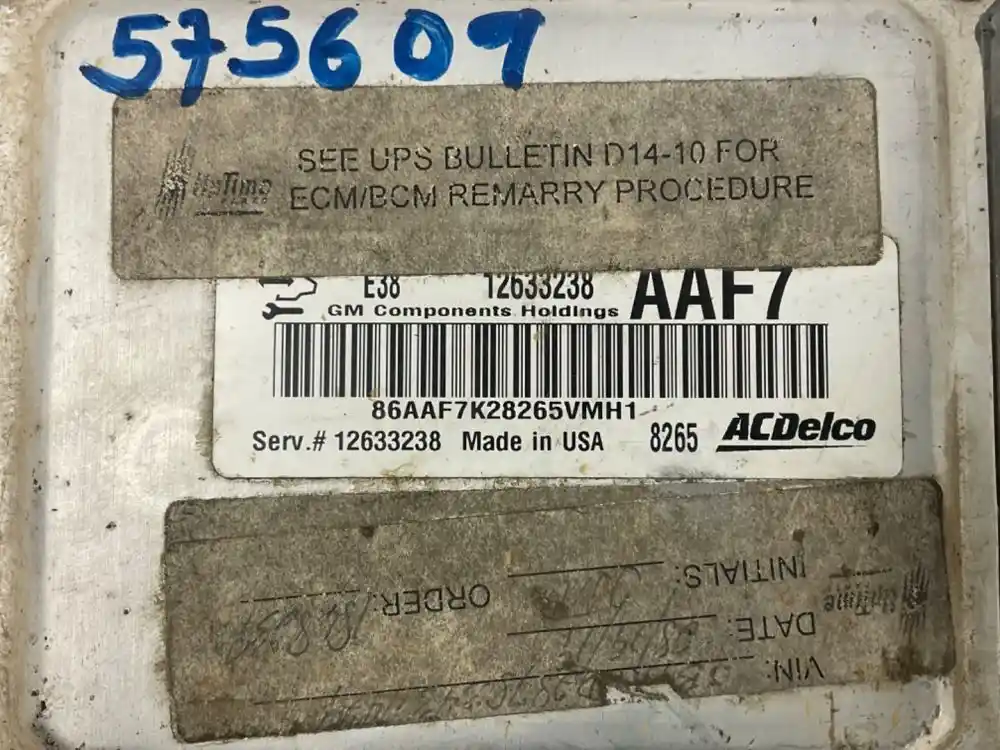 575609
SEE UPS BULLETIN D14-10 FOR
ECM/BCM REMARRY PROCEDURE
E38 12633238 AAF7
GM Components Holdings
86AAF7K28265VMH1
Serv.# 12633238 Made in USA 8265 ACDelco
INITIALS:
ORDER:
DATE:
VIN: